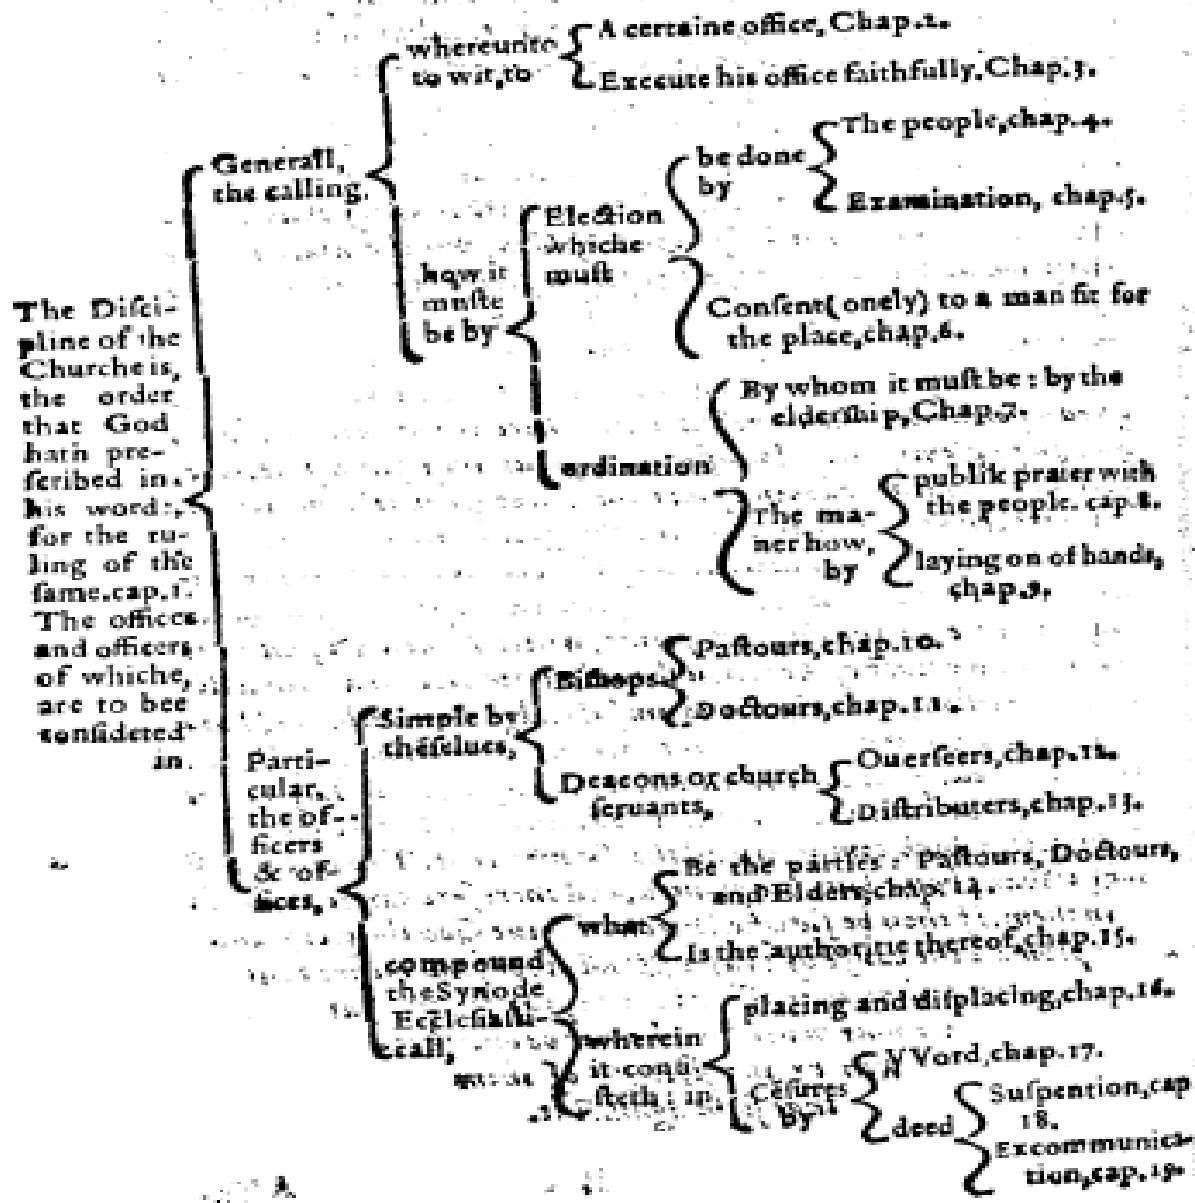 The Disci-
pline of the
Churche is,
the order
that God
hath pre-
scribed in
his word:,
for the ru-
ling of the
same.cap.1.
The offices
and officers
of whiche,
are to bee
considered
in.
Generall,
the calling.
whereunto
to wit,to
A certaine office, Chap.2.
Execute his office faithfully.Chap.3.
how it
muste
be by
Election
whiche
must
be done
by
The people,chap.4.
Examination, chap.5.
Consent( onely) to a man fit for
the place,chap.6.
ordination
By whom it must be : by the
eldership, Chap.7.
The ma-
ner how,
by
publik praier with
the people. cap.8.
laying on of hands,
chap.9.
Parti-
cular,
the of-
ficers
& of-
fices,
Simple by
thēselues,
Bishops.
Pastours,chap.10.
Doctours,chap.11.
Deacons or church
seruants,
Ouerseers,chap.12.
Distributers,chap.13.
compound
the Synode
Ecclesiasti-
call,
what
Be the parties : Pastours, Doctours,
and Elders,chap.14.
Is the authoritie thereof,chap.15.
wherein
it consi-
steth : in
placing and displacing,chap.16.
Cēsures
by
VVord,chap.17.
deed
Suspention,cap
18.
Excommunica-
tion,cap.19.